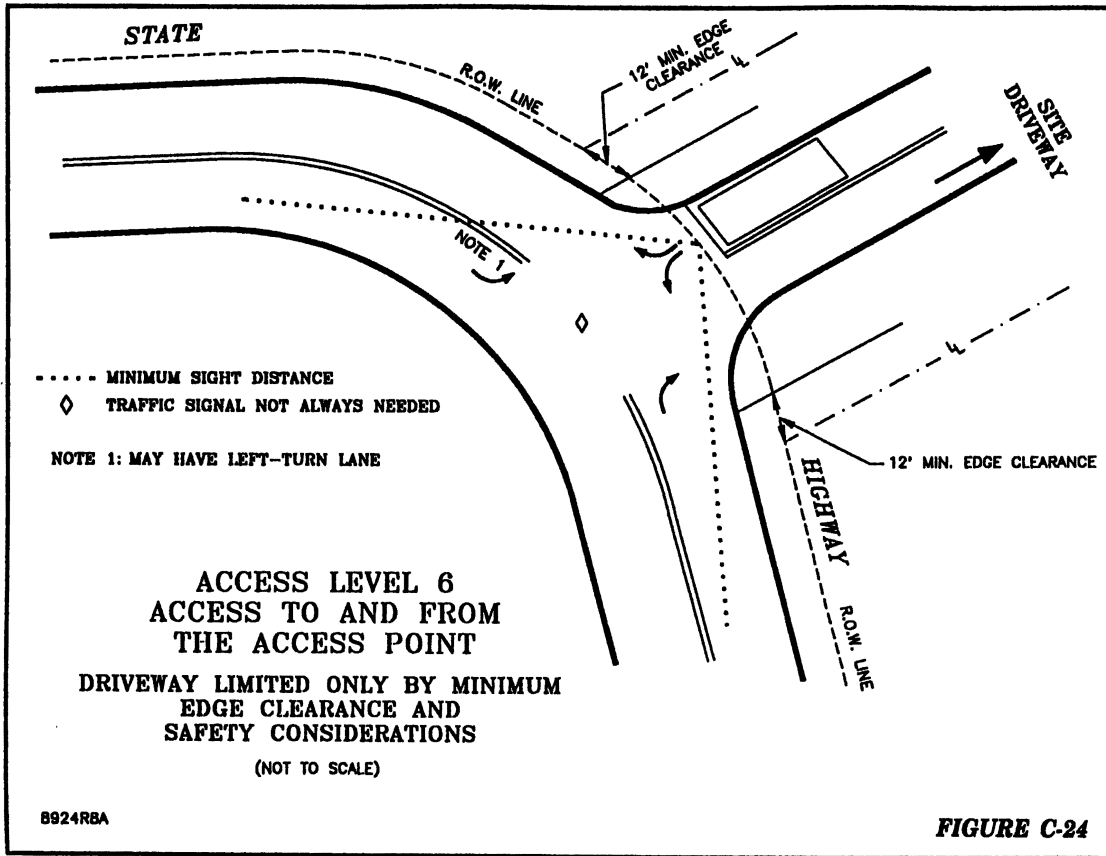 STATE
12' MIN. EDGE
CLEARANCE
R.O.W. LINE
SITE
DRIVEWAY
NOTE 1
MINIMUM SIGHT DISTANCE
TRAFFIC SIGNAL NOT ALWAYS NEEDED
NOTE 1: MAY HAVE LEFT-TURN LANE
12' MIN. EDGE CLEARANCE
HIGHWAY
R.O.W. LINE
ACCESS LEVEL 6
ACCESS TO AND FROM
THE ACCESS POINT
DRIVEWAY LIMITED ONLY BY MINIMUM
EDGE CLEARANCE AND
SAFETY CONSIDERATIONS
(NOT TO SCALE)
8924R8A
FIGURE C-24